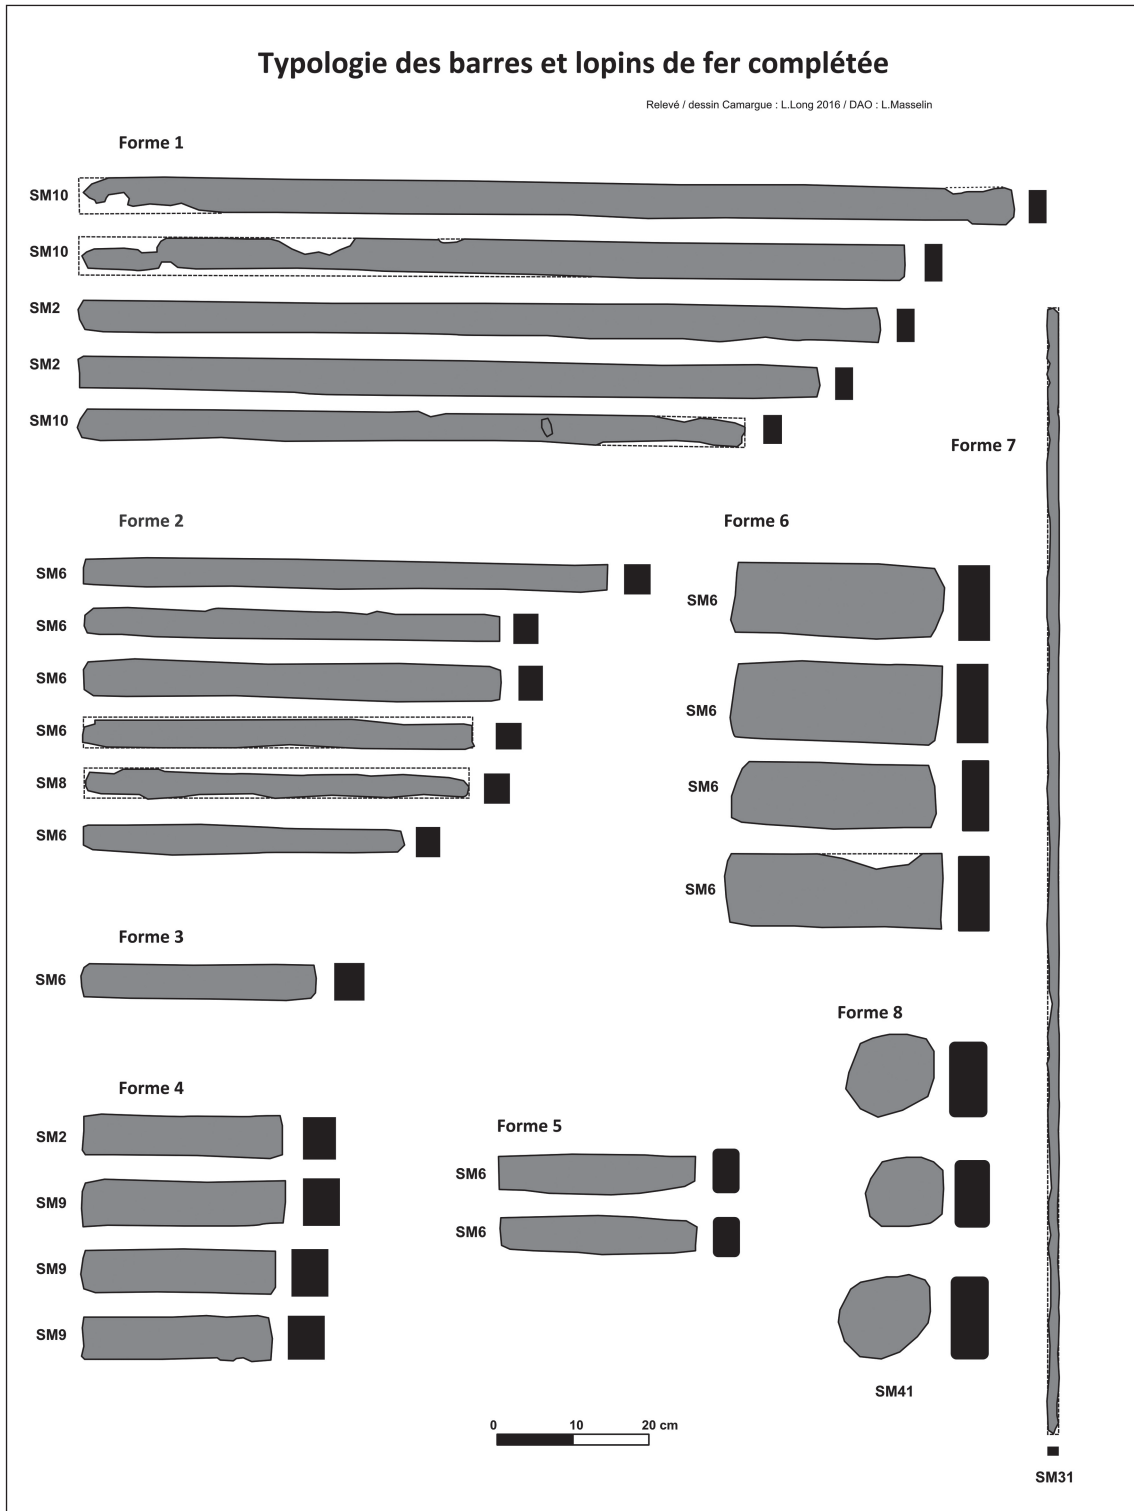 Typologie des barres et lopins de fer complétée
Relevé / dessin Camargue : L.Long 2016 / DAO : L.Masselin
Forme 1
SM10
SM10
SM2
SM2
SM10
Forme 7
Forme 2
SM6
SM6
SM6
SM6
SM8
SM6
Forme 6
SM6
SM6
SM6
SM6
Forme 3
SM6
Forme 4
SM2
SM9
SM9
SM9
Forme 5
SM6
SM6
Forme 8
SM41
0 10 20 cm
SM31